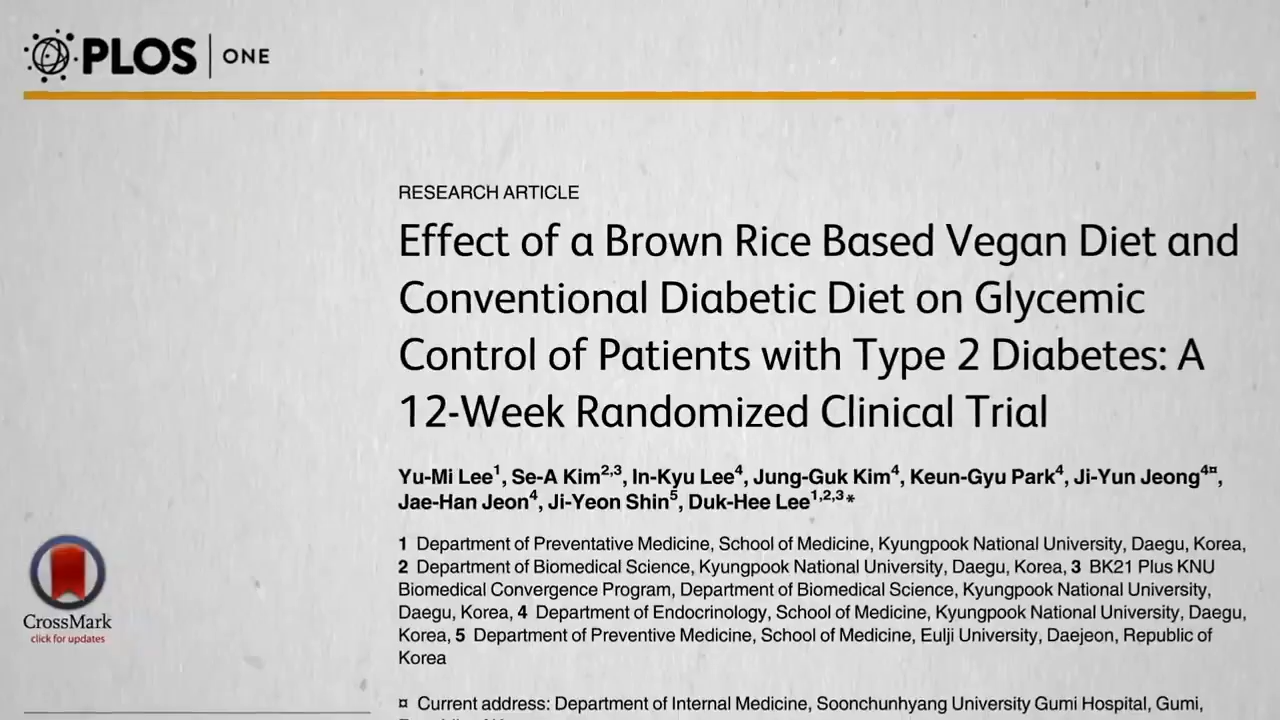 PLOS | ONE
RESEARCH ARTICLE
Effect of a Brown Rice Based Vegan Diet and
Conventional Diabetic Diet on Glycemic
Control of Patients with Type 2 Diabetes: A
12-Week Randomized Clinical Trial
Yu-Mi Lee1, Se-A Kim2,3, In-Kyu Lee4, Jung-Guk Kim4, Keun-Gyu Park4, Ji-Yun Jeong4¤,
Jae-Han Jeon4, Ji-Yeon Shin5, Duk-Hee Lee1,2,3*
1 Department of Preventative Medicine, School of Medicine, Kyungpook National University, Daegu, Korea,
2 Department of Biomedical Science, Kyungpook National University, Daegu, Korea, 3 BK21 Plus KNU
Biomedical Convergence Program, Department of Biomedical Science, Kyungpook National University,
Daegu, Korea, 4 Department of Endocrinology, School of Medicine, Kyungpook National University, Daegu,
Korea, 5 Department of Preventive Medicine, School of Medicine, Eulji University, Daejeon, Republic of
Korea
CrossMark
click for updates
¤ Current address: Department of Internal Medicine, Soonchunhyang University Gumi Hospital, Gumi,